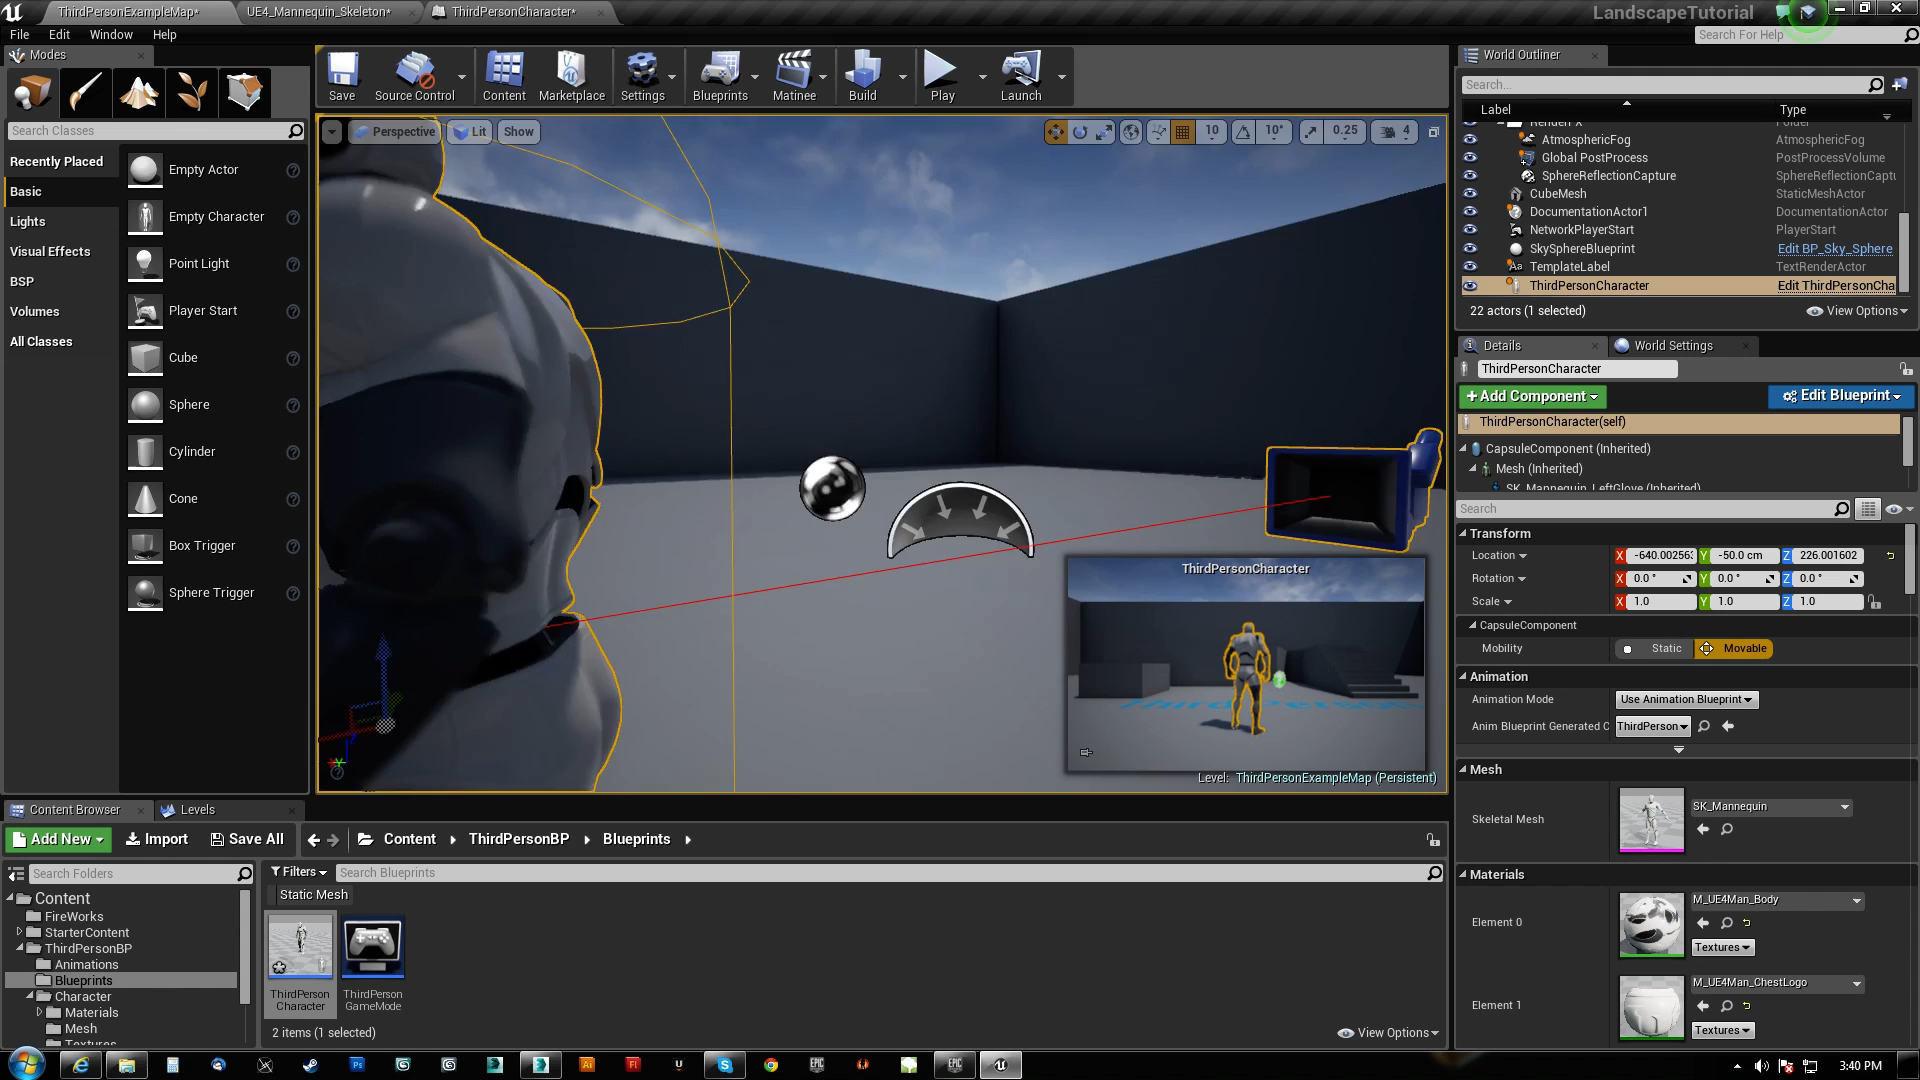 ThirdPersonExampleMap*
UE4_Mannequin_Skeleton*
ThirdPersonCharacter*
LandscapeTutorial
File Edit Window Help
Search For Help
Modes
Search Classes
Recently Placed
Basic
Lights
Visual Effects
BSP
Volumes
All Classes
Empty Actor
Empty Character
Point Light
Player Start
Cube
Sphere
Cylinder
Cone
Box Trigger
Sphere Trigger
Save
Source Control
Content
Marketplace
Settings
Blueprints
Matinee
Build
Play
Launch
Perspective
Lit
Show
10
10°
0.25
4
ThirdPersonCharacter
Level: ThirdPersonExampleMap (Persistent)
World Outliner
Search...
Label Type
AtmosphericFog AtmosphericFog
Global PostProcess PostProcessVolume
SphereReflectionCapture SphereReflectionCaptu
CubeMesh StaticMeshActor
DocumentationActor1 DocumentationActor
NetworkPlayerStart PlayerStart
SkySphereBlueprint Edit BP_Sky_Sphere
TemplateLabel TextRenderActor
ThirdPersonCharacter Edit ThirdPersonCha
22 actors (1 selected)
View Options
Details
World Settings
ThirdPersonCharacter
+Add Component
Edit Blueprint
ThirdPersonCharacter(self)
CapsuleComponent (Inherited)
Mesh (Inherited)
SK_Mannequin_LeftGlove (Inherited)
Search
Transform
Location X -640.00256 Y -50.0 cm Z 226.001602
Rotation X 0.0 ° Y 0.0 ° Z 0.0 °
Scale X 1.0 Y 1.0 Z 1.0
CapsuleComponent
Mobility Static Movable
Animation
Animation Mode Use Animation Blueprint
Anim Blueprint Generated C ThirdPerson
Mesh
Skeletal Mesh SK_Mannequin
Materials
Element 0 M_UE4Man_Body
Textures
Element 1 M_UE4Man_ChestLogo
Textures
Content Browser
Levels
Add New
Import
Save All
Content
ThirdPersonBP
Blueprints
Search Folders
Filters
Search Blueprints
Static Mesh
Content
FireWorks
StarterContent
ThirdPersonBP
Animations
Blueprints
Character
Materials
Mesh
Textures
ThirdPerson
Character
ThirdPerson
GameMode
2 items (1 selected)
View Options
3:40 PM